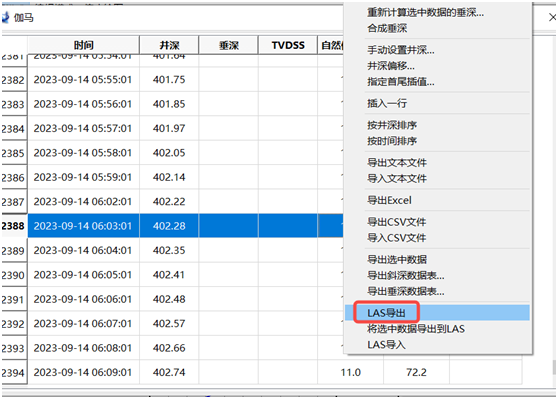 伽马
时间 井深 垂深 TVDSS 自然
2381 2023-09-14 05:54:01 401.64
2382 2023-09-14 05:55:01 401.75
2383 2023-09-14 05:56:01 401.85
2384 2023-09-14 05:57:01 401.97
2385 2023-09-14 05:58:01 402.05
2386 2023-09-14 05:59:01 402.14
2387 2023-09-14 06:02:01 402.22
2388 2023-09-14 06:03:01 402.28
2389 2023-09-14 06:04:01 402.35
2390 2023-09-14 06:05:01 402.41
2391 2023-09-14 06:06:01 402.48
2392 2023-09-14 06:07:01 402.57
2393 2023-09-14 06:08:01 402.66
2394 2023-09-14 06:09:01 402.74 11.0 72.2
重新计算选中数据的垂深...
合成垂深
手动设置井深...
井深偏移...
指定首尾插值...
插入一行
按井深排序
按时间排序
导出文本文件
导入文本文件
导出Excel
导出CSV文件
导入CSV文件
导出选中数据
导出斜深数据表...
导出垂深数据表...
LAS导出
将选中数据导出到LAS
LAS导入